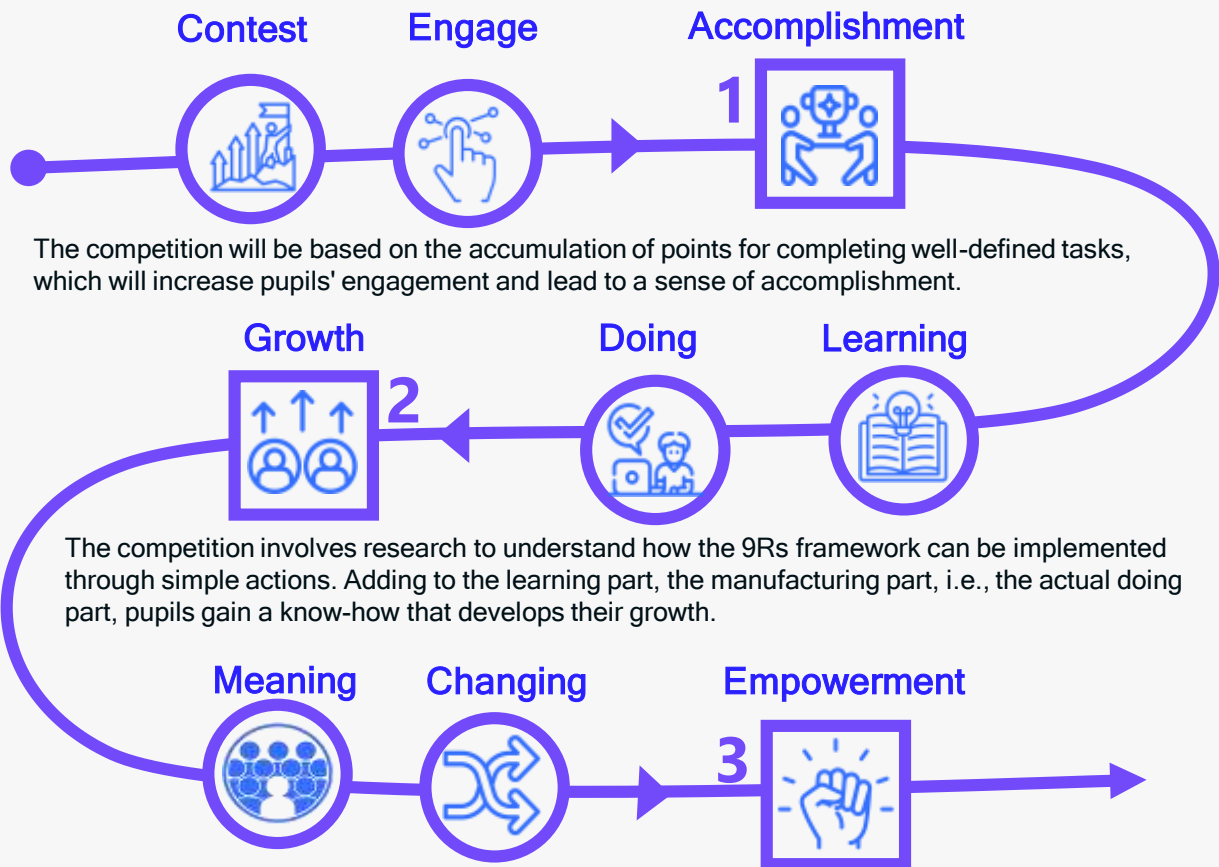 Contest
Engage
Accomplishment
1
The competition will be based on the accumulation of points for completing well-defined tasks,
which will increase pupils' engagement and lead to a sense of accomplishment.
Growth
Doing
Learning
2
The competition involves research to understand how the 9Rs framework can be implemented
through simple actions. Adding to the learning part, the manufacturing part, i.e., the actual doing
part, pupils gain a know-how that develops their growth.
Meaning
Changing
Empowerment
3